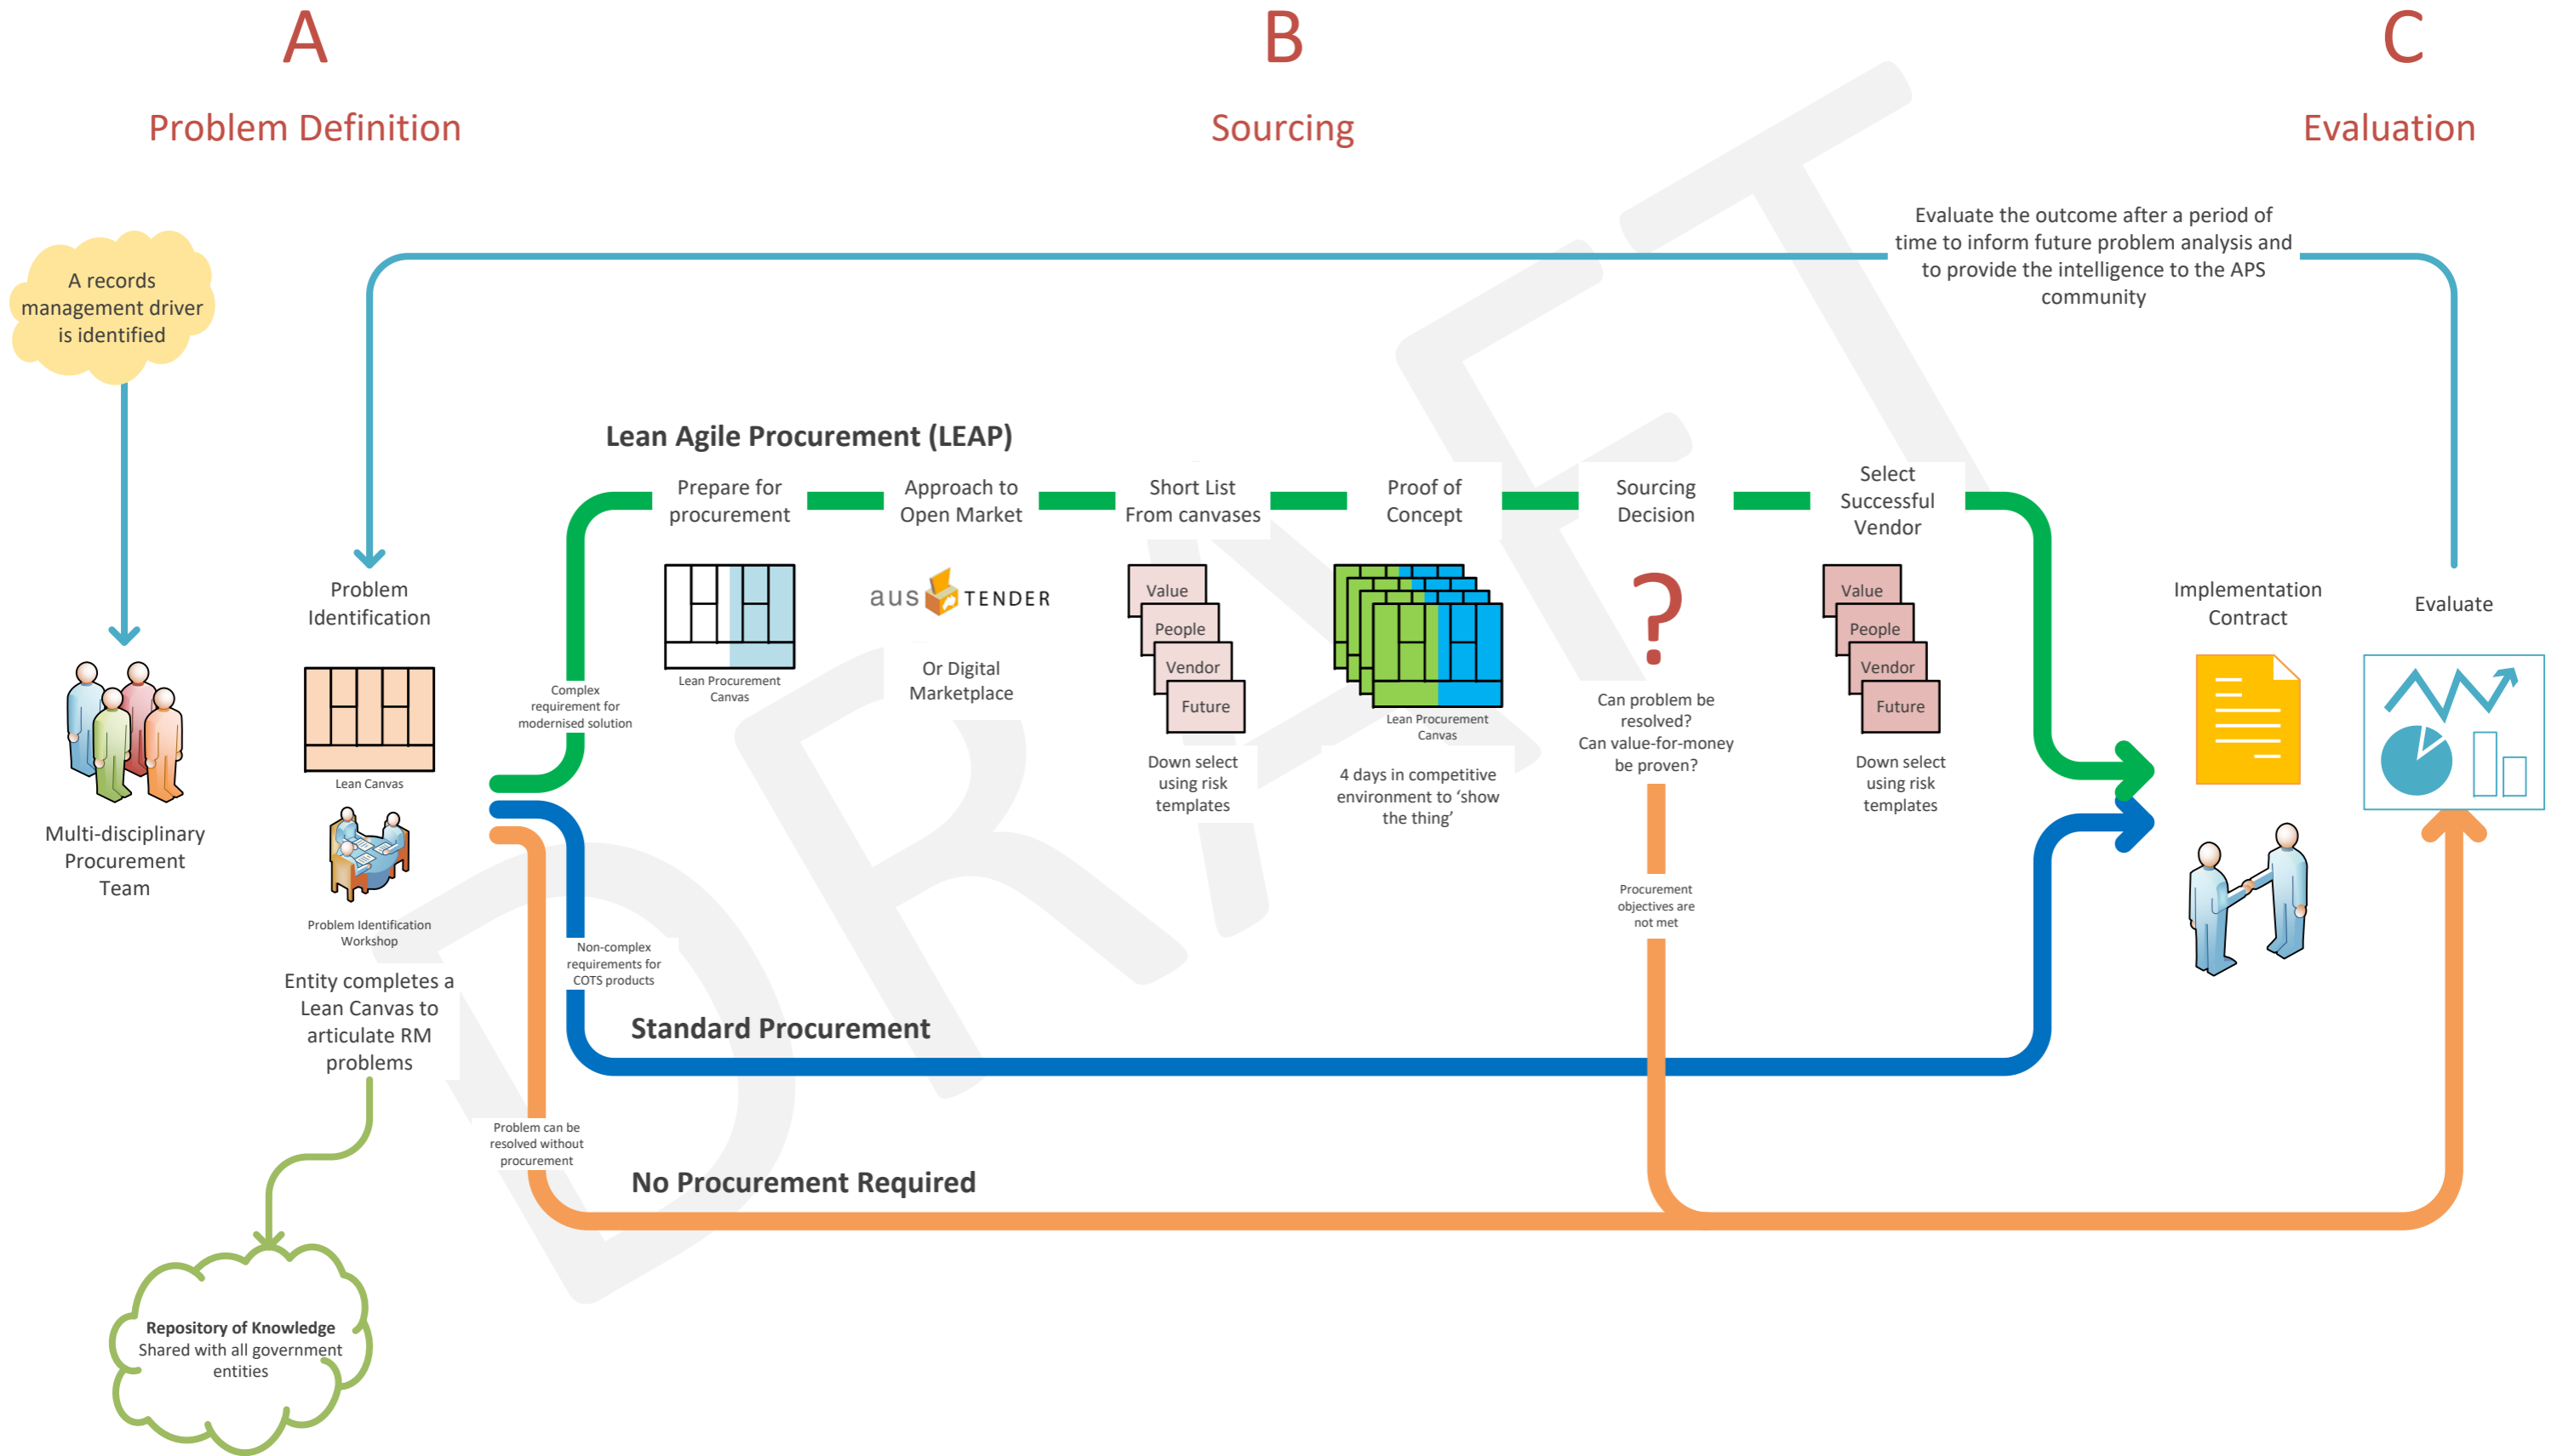 A
B
C
Problem Definition
Sourcing
Evaluation
Evaluate the outcome after a period of
time to inform future problem analysis and
to provide the intelligence to the APS
community
A records
management driver
is identified
Multi-disciplinary
Procurement
Team
Problem
Identification
Lean Canvas
Problem Identification
Workshop
Entity completes a
Lean Canvas to
articulate RM
problems
Repository of Knowledge
Shared with all government
entities
Lean Agile Procurement (LEAP)
Complex
requirement for
modernised solution
Prepare for
procurement
Lean Procurement
Canvas
Approach to
Open Market
aus TENDER
Or Digital
Marketplace
Short List
From canvases
Value
People
Vendor
Future
Down select
using risk
templates
Proof of
Concept
Lean Procurement
Canvas
4 days in competitive
environment to ‘show
the thing’
Sourcing
Decision
?
Can problem be
resolved?
Can value-for-money
be proven?
Procurement
objectives are
not met
Select
Successful
Vendor
Value
People
Vendor
Future
Down select
using risk
templates
Implementation
Contract
Evaluate
Non-complex
requirements for
COTS products
Standard Procurement
Problem can be
resolved without
procurement
No Procurement Required
DRAFT